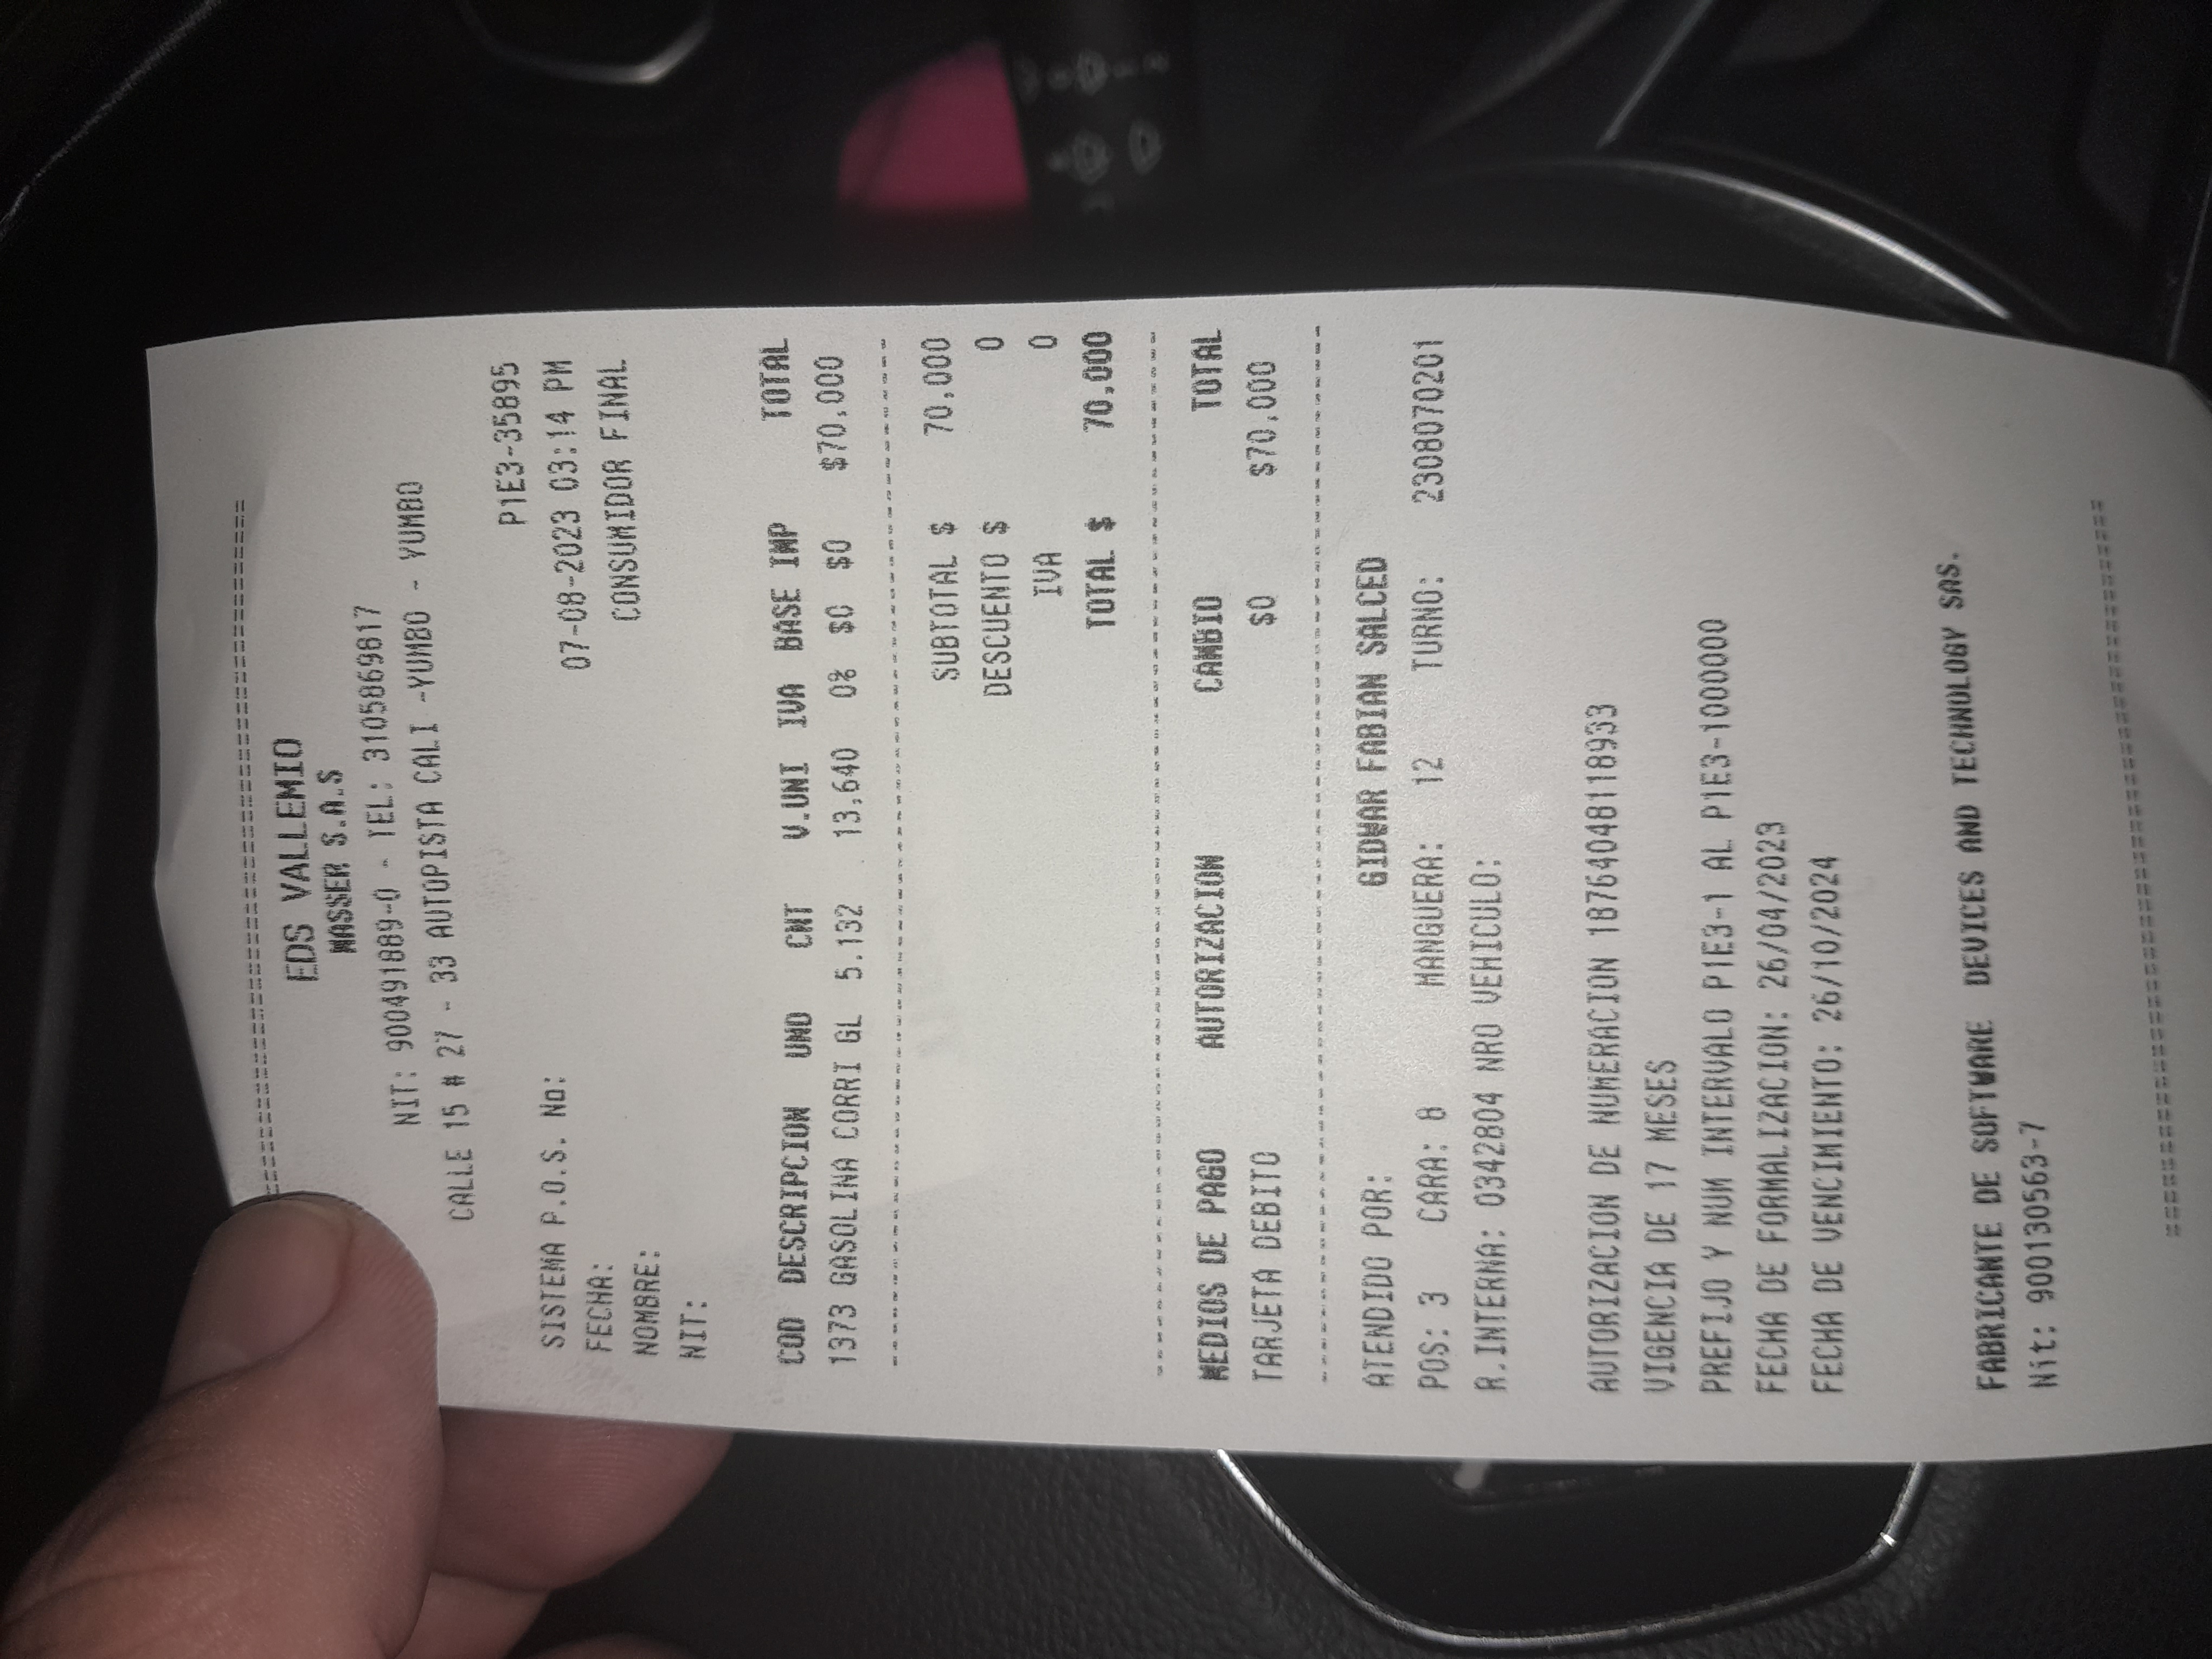 ==================================================
EDS VALLEMIO
MASSER S.A.S
NIT: 900491889-0 - TEL: 3105869817
CALLE 15 # 27 - 33 AUTOPISTA CALI -YUMBO - YUMBO
SISTEMA P.O.S. No: P1E3-35895
FECHA: 07-08-2023 03:14 PM
NOMBRE: CONSUMIDOR FINAL
NIT:
COD DESCRIPCION UND CNT V.UNI IVA BASE IMP TOTAL
1373 GASOLINA CORRI GL 5.132 13,640 0% $0 $0 $70,000
SUBTOTAL $ 70,000
DESCUENTO $ 0
IVA 0
TOTAL $ 70,000
MEDIOS DE PAGO AUTORIZACION CAMBIO TOTAL
TARJETA DEBITO $0 $70,000
ATENDIDO POR: GIDWAR FABIAN SALCED
POS: 3 CARA: 8 MANGUERA: 12 TURNO: 2308070201
R.INTERNA: 0342804 NRO VEHICULO:
AUTORIZACION DE NUMERACION 18764048118933
VIGENCIA DE 17 MESES
PREFIJO Y NUM INTERVALO P1E3-1 AL P1E3-1000000
FECHA DE FORMALIZACION: 26/04/2023
FECHA DE VENCIMIENTO: 26/10/2024
FABRICANTE DE SOFTWARE DEVICES AND TECHNOLOGY SAS.
Nit: 900130563-7
==================================================